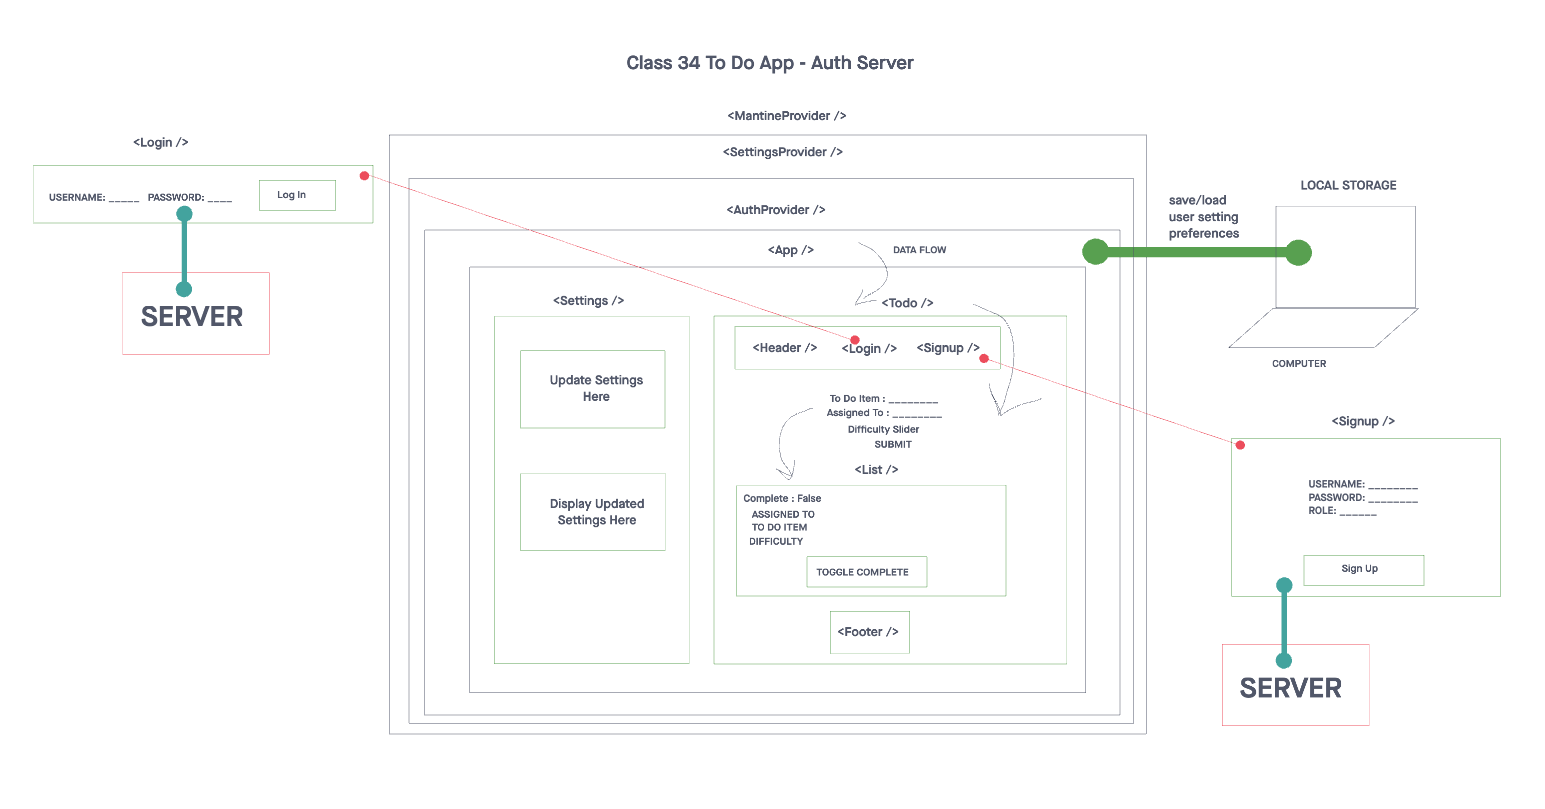 Class 34 To Do App - Auth Server
<MantineProvider />
<SettingsProvider />
<AuthProvider />
<App />
DATA FLOW
<Login />
USERNAME: _____
PASSWORD: ____
Log In
SERVER
<Settings />
Update Settings
Here
Display Updated
Settings Here
<Todo />
<Header />
<Login />
<Signup />
To Do Item : ________
Assigned To : ________
Difficulty Slider
SUBMIT
<List />
Complete : False
ASSIGNED TO
TO DO ITEM
DIFFICULTY
TOGGLE COMPLETE
<Footer />
save/load
user setting
preferences
LOCAL STORAGE
COMPUTER
<Signup />
USERNAME: ________
PASSWORD: ________
ROLE: ______
Sign Up
SERVER